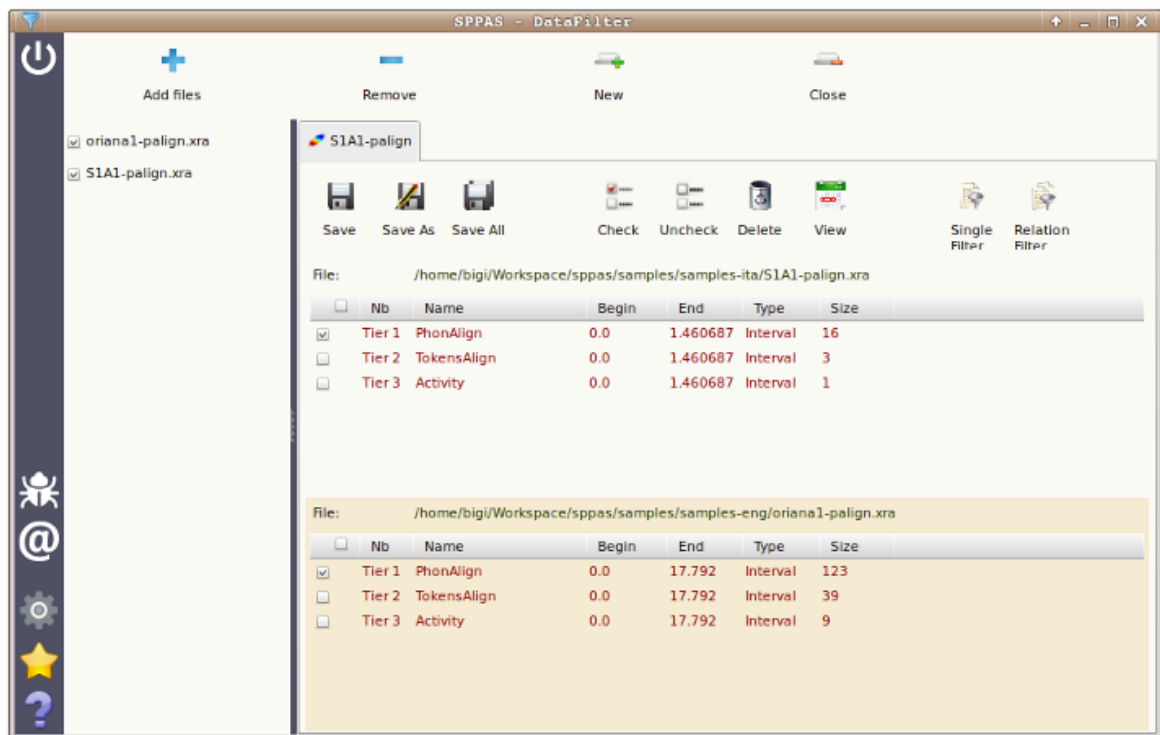 SPPAS - DataFilter
Add files Remove New Close
oriana1-palign.xra
S1A1-palign.xra
S1A1-palign
Save Save As Save All Check Uncheck Delete View Single Filter Relation Filter
File: /home/bigi/Workspace/sppas/samples/samples-ita/S1A1-palign.xra
Nb Name Begin End Type Size
Tier 1 PhonAlign 0.0 1.460687 Interval 16
Tier 2 TokensAlign 0.0 1.460687 Interval 3
Tier 3 Activity 0.0 1.460687 Interval 1
File: /home/bigi/Workspace/sppas/samples/samples-eng/oriana1-palign.xra
Nb Name Begin End Type Size
Tier 1 PhonAlign 0.0 17.792 Interval 123
Tier 2 TokensAlign 0.0 17.792 Interval 39
Tier 3 Activity 0.0 17.792 Interval 9